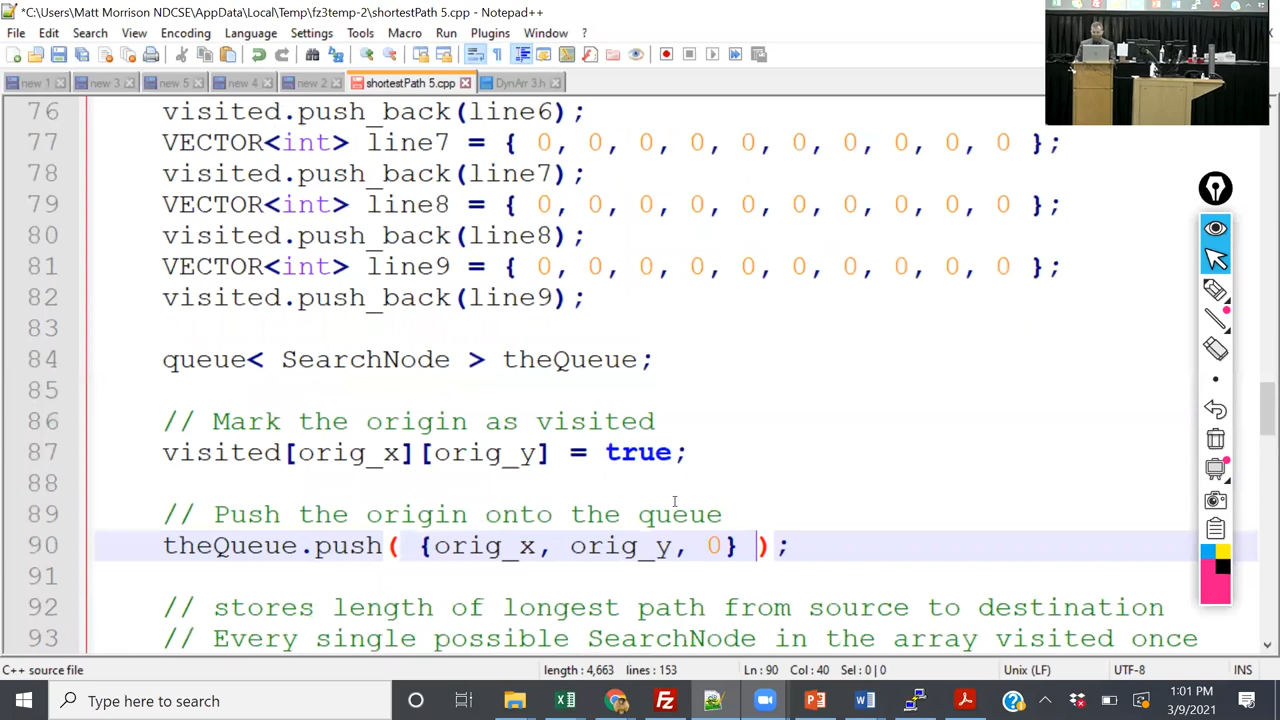 *C:\Users\Matt Morrison NDCSE\AppData\Local\Temp\fz3temp-2\shortestPath 5.cpp - Notepad++
File Edit Search View Encoding Language Settings Tools Macro Run Plugins Window ?
new 1 new 3 new 5 new 4 new 2 shortestPath 5.cpp DynArr 3.h
76 visited.push_back(line6);
77 VECTOR<int> line7 = { 0, 0, 0, 0, 0, 0, 0, 0, 0, 0 };
78 visited.push_back(line7);
79 VECTOR<int> line8 = { 0, 0, 0, 0, 0, 0, 0, 0, 0, 0 };
80 visited.push_back(line8);
81 VECTOR<int> line9 = { 0, 0, 0, 0, 0, 0, 0, 0, 0, 0 };
82 visited.push_back(line9);
83
84 queue< SearchNode > theQueue;
85
86 // Mark the origin as visited
87 visited[orig_x][orig_y] = true;
88
89 // Push the origin onto the queue
90 theQueue.push( {orig_x, orig_y, 0} );
91
92 // stores length of longest path from source to destination
93 // Every single possible SearchNode in the array visited once
C++ source file length : 4,663 lines : 153 Ln : 90 Col : 40 Sel : 0 | 0 Unix (LF) UTF-8 INS
Type here to search
1:01 PM
3/9/2021